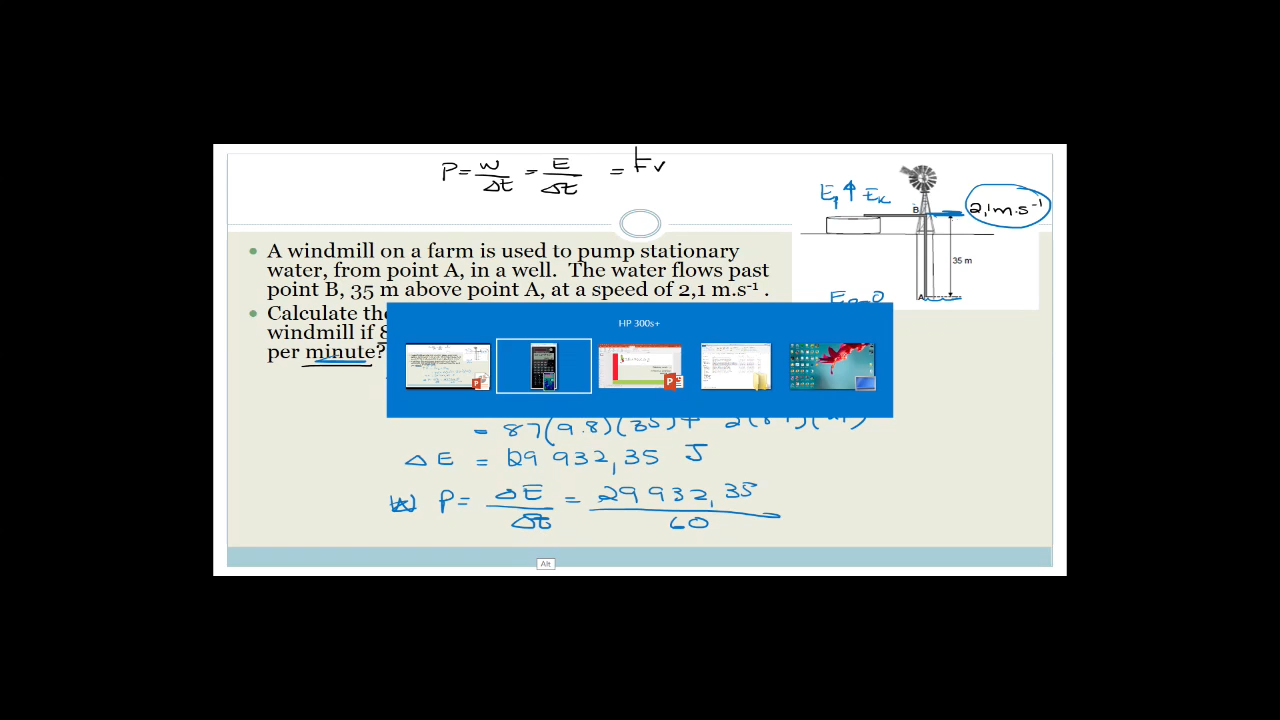 P = W/Δt = E/Δt = Fv
Ep ↑ Ek
2,1m.s⁻¹
B
35 m
A
• A windmill on a farm is used to pump stationary
water, from point A, in a well. The water flows past
point B, 35 m above point A, at a speed of 2,1 m.s⁻¹ .
• Calculate the
windmill if 8
per minute?
HP 300s+
= 87(9.8)(35) +
ΔE = 29 932,35 J
P = ΔE/Δt = 29 932,35/60
Alt